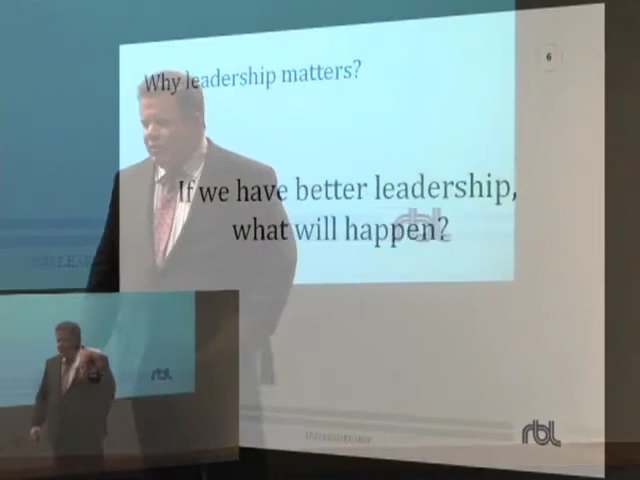 6
Why leadership matters?
If we have better leadership,
what will happen?
rbl
rbl
rbl